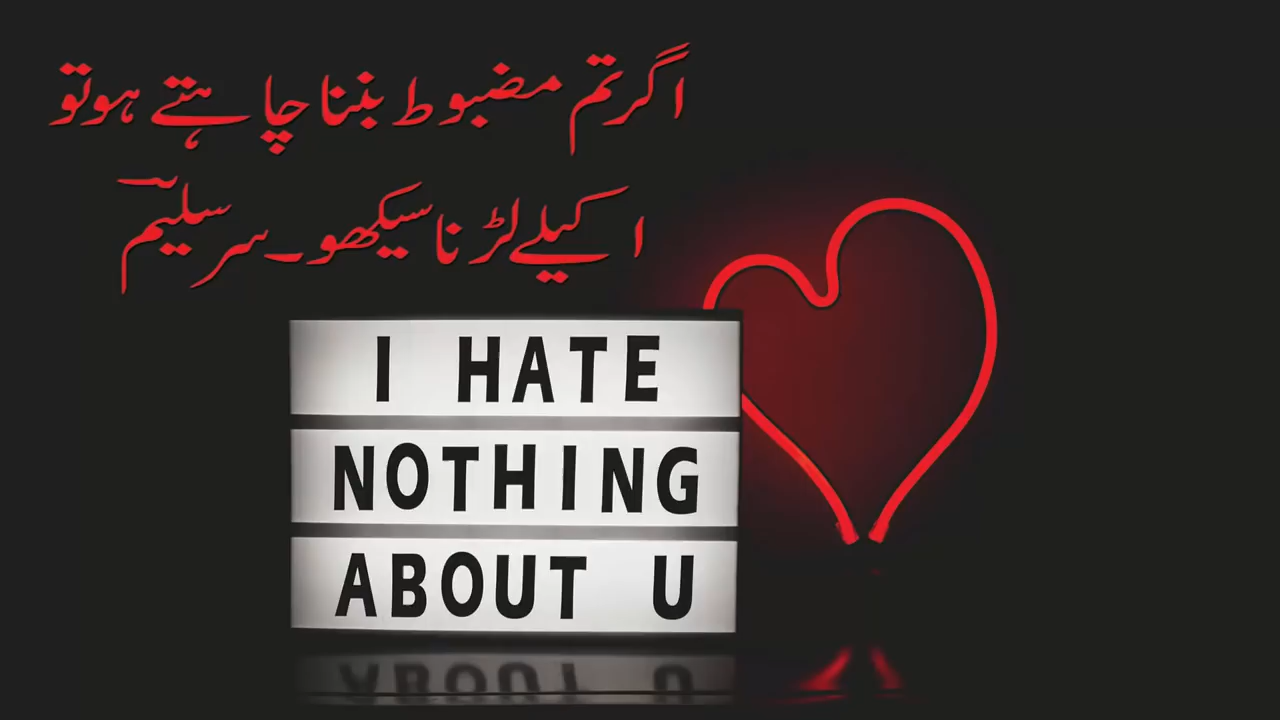 اگر تم مضبوط بننا چاہتے ہو تو
اکیلے لڑنا سیکھو۔ سر سلیمؔ
I HATE
NOTHING
ABOUT U